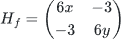 H_f = \begin{pmatrix} 6x & -3 \\ -3 & 6y \end{pmatrix}